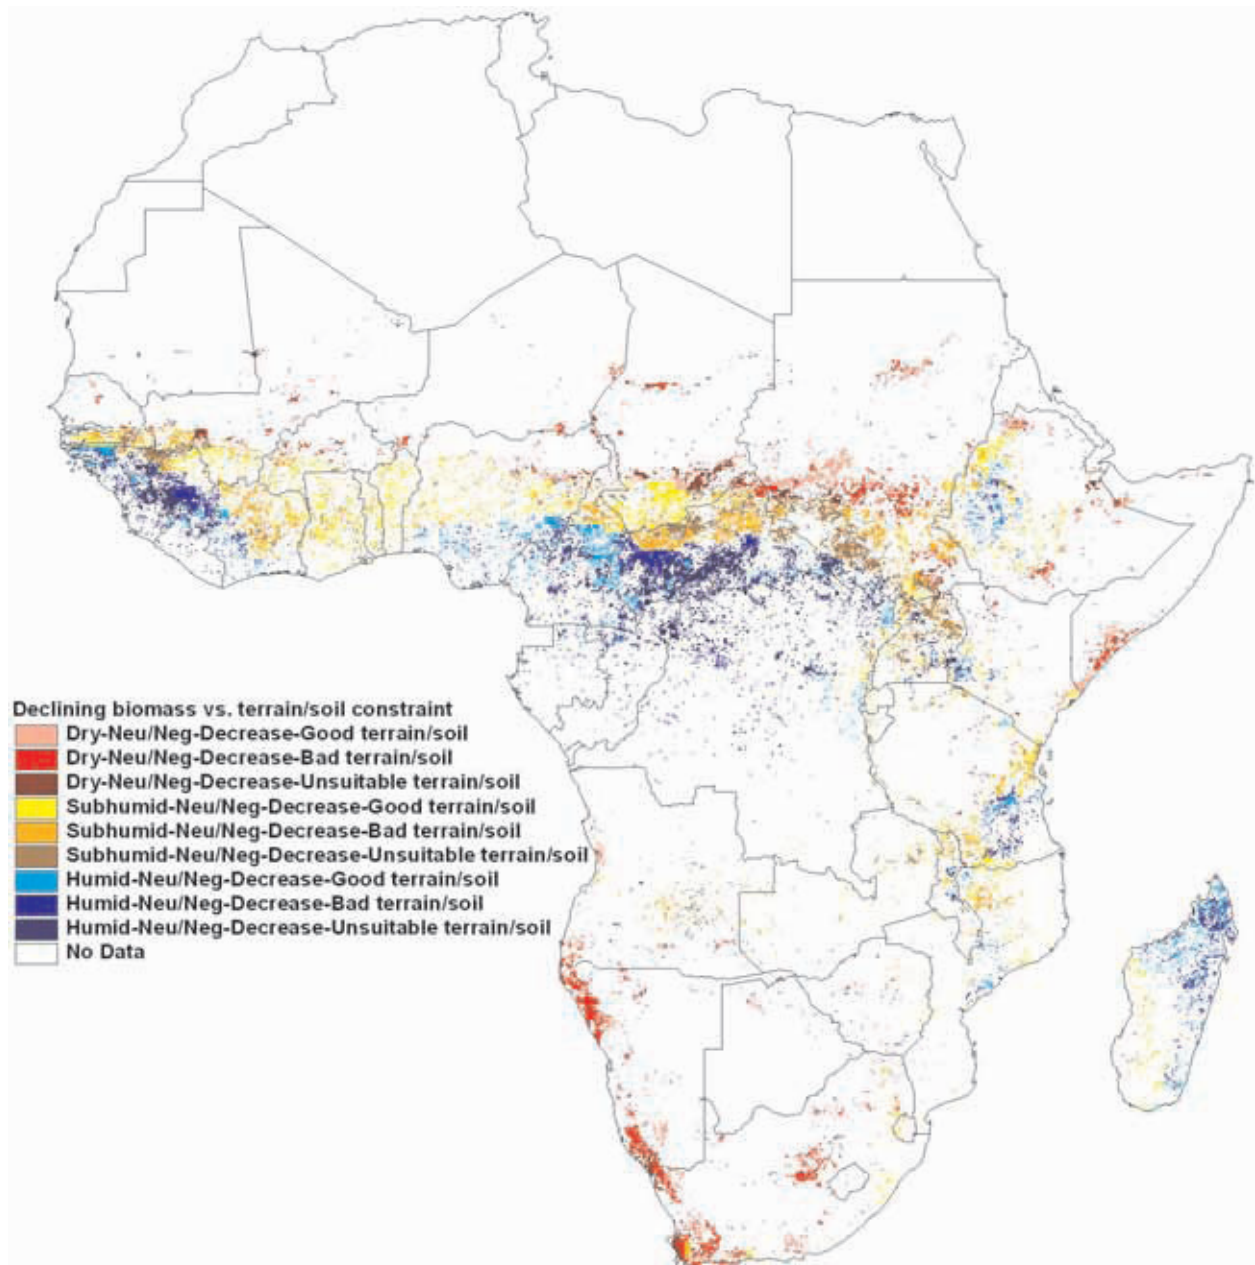 Declining biomass vs. terrain/soil constraint
Dry-Neu/Neg-Decrease-Good terrain/soil
Dry-Neu/Neg-Decrease-Bad terrain/soil
Dry-Neu/Neg-Decrease-Unsuitable terrain/soil
Subhumid-Neu/Neg-Decrease-Good terrain/soil
Subhumid-Neu/Neg-Decrease-Bad terrain/soil
Subhumid-Neu/Neg-Decrease-Unsuitable terrain/soil
Humid-Neu/Neg-Decrease-Good terrain/soil
Humid-Neu/Neg-Decrease-Bad terrain/soil
Humid-Neu/Neg-Decrease-Unsuitable terrain/soil
No Data